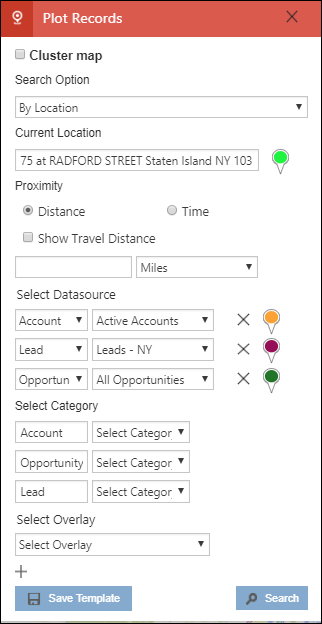 Plot Records
Cluster map
Search Option
By Location
Current Location
75 at RADFORD STREET Staten Island NY 103
Proximity
Distance Time
Show Travel Distance
Miles
Select Datasource
Account Active Accounts
Lead Leads - NY
Opportun All Opportunities
Select Category
Account Select Categor
Opportunity Select Categor
Lead Select Categor
Select Overlay
Select Overlay
Save Template Search